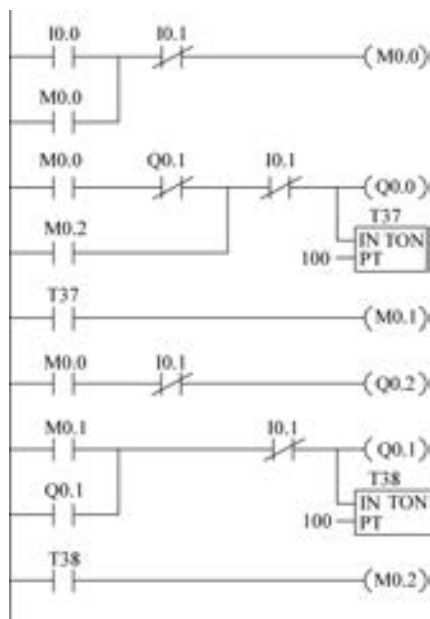 I0.0 I0.1
(M0.0)
M0.0
M0.0 Q0.1 I0.1
(Q0.0)
T37
M0.2
IN TON
100 PT
T37
(M0.1)
M0.0 I0.1
(Q0.2)
M0.1 I0.1
(Q0.1)
T38
Q0.1
IN TON
100 PT
T38
(M0.2)